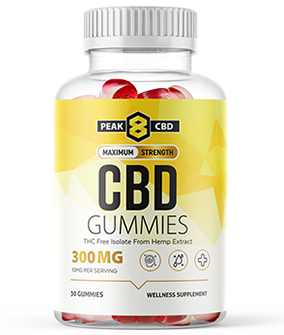 PEAK 8 CBD
MAXIMUM STRENGTH
CBD
GUMMIES
THC Free Isolate From Hemp Extract
300 MG
10MG PER SERVING
30 GUMMIES WELLNESS SUPPLEMENT